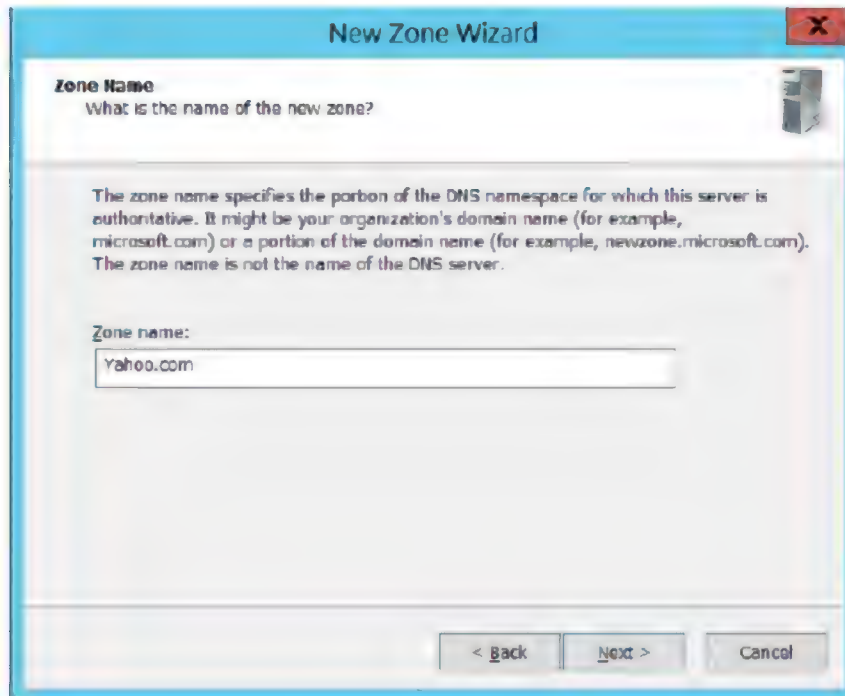 New Zone Wizard
Zone Name
What is the name of the new zone?
The zone name specifies the portion of the DNS namespace for which this server is
authoritative. It might be your organization's domain name (for example,
microsoft.com) or a portion of the domain name (for example, newzone.microsoft.com).
The zone name is not the name of the DNS server.
Zone name:
Yahoo.com
< Back
Next >
Cancel